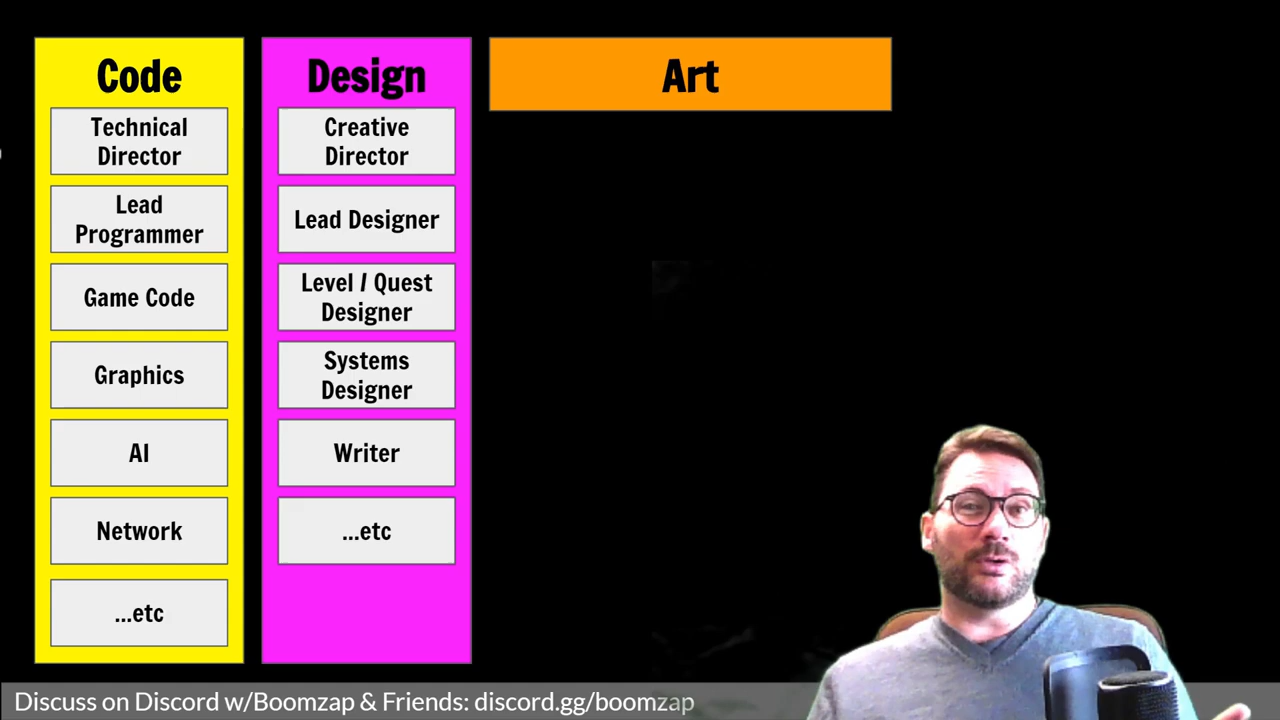 Code
Technical
Director
Lead
Programmer
Game Code
Graphics
AI
Network
...etc
Design
Creative
Director
Lead Designer
Level / Quest
Designer
Systems
Designer
Writer
...etc
Art
Discuss on Discord w/Boomzap & Friends: discord.gg/boomzap